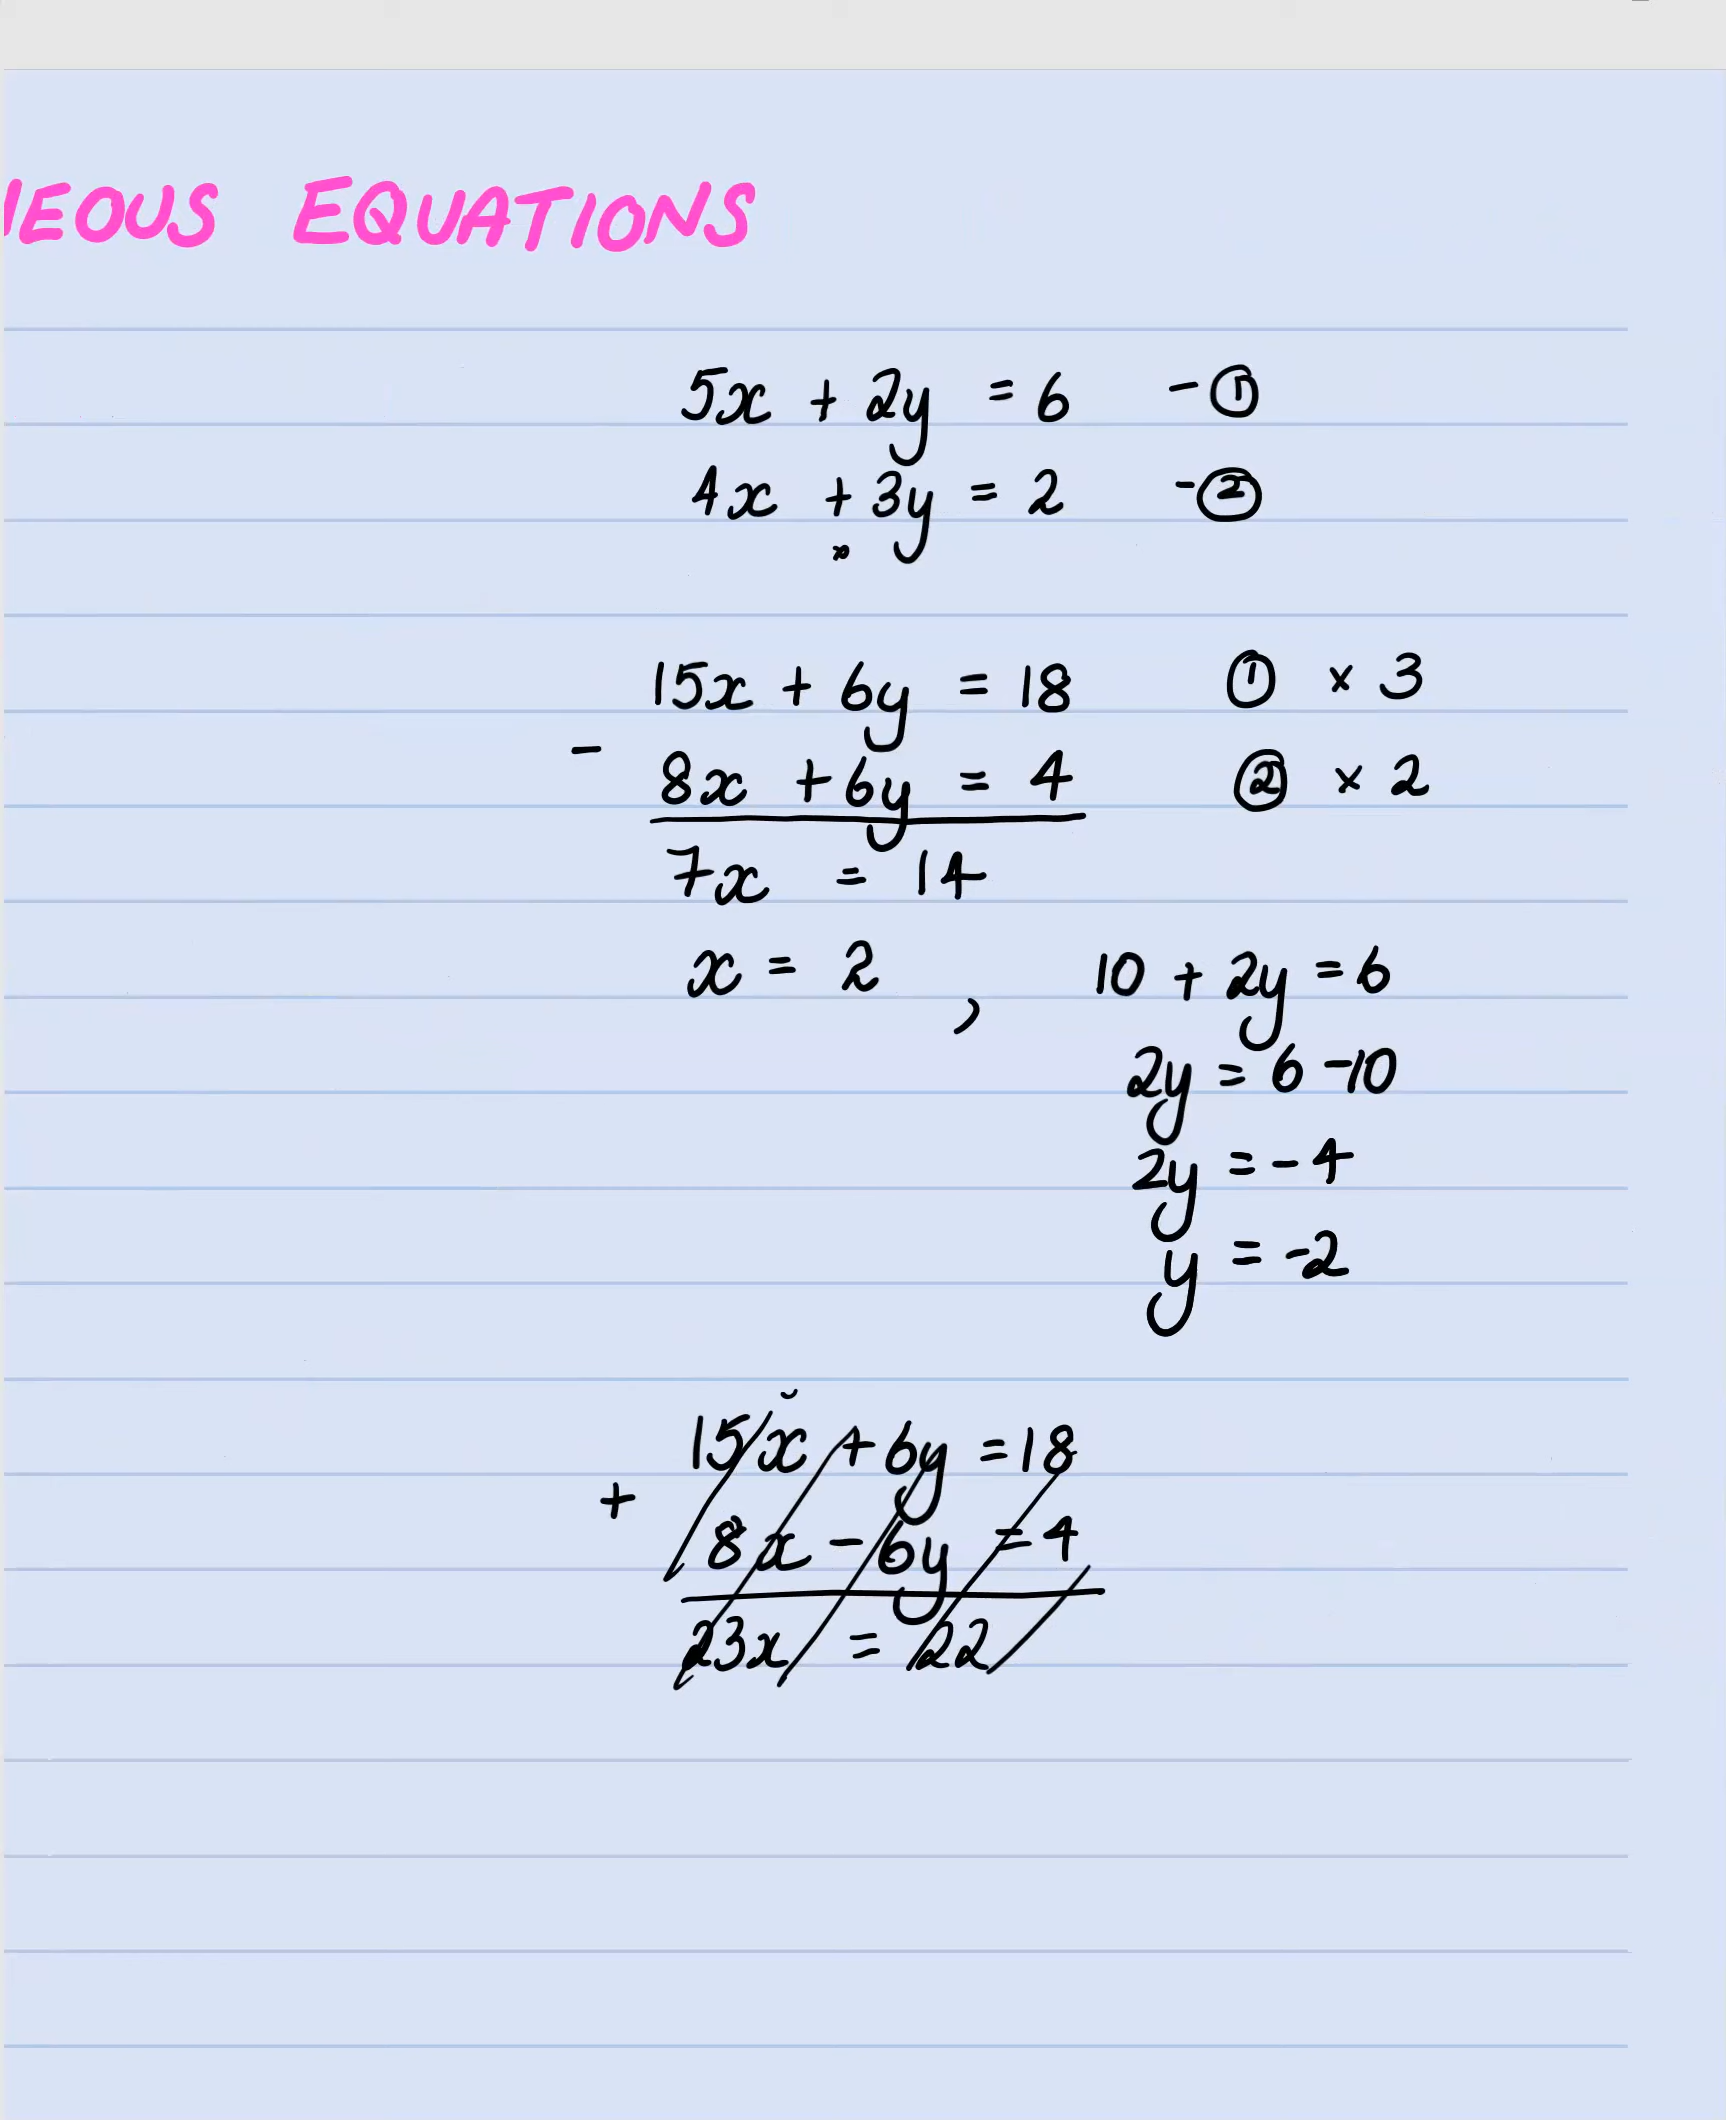 NEOUS EQUATIONS
5x + 2y = 6 - ①
4x + 3y = 2 - ②
15x + 6y = 18 ① × 3
-
8x + 6y = 4 ② × 2
7x = 14
x = 2 , 10 + 2y = 6
2y = 6 - 10
2y = - 4
y = -2
15x + 6y = 18
+
8x - 6y = 4
23x = 22